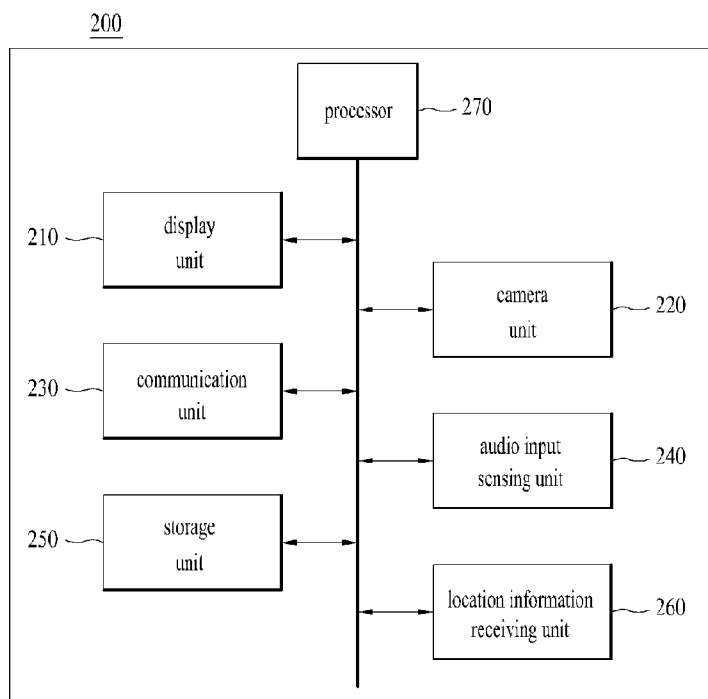 200
processor
270
210
display
unit
camera
unit
220
230
communication
unit
audio input
sensing unit
240
250
storage
unit
location information
receiving unit
260